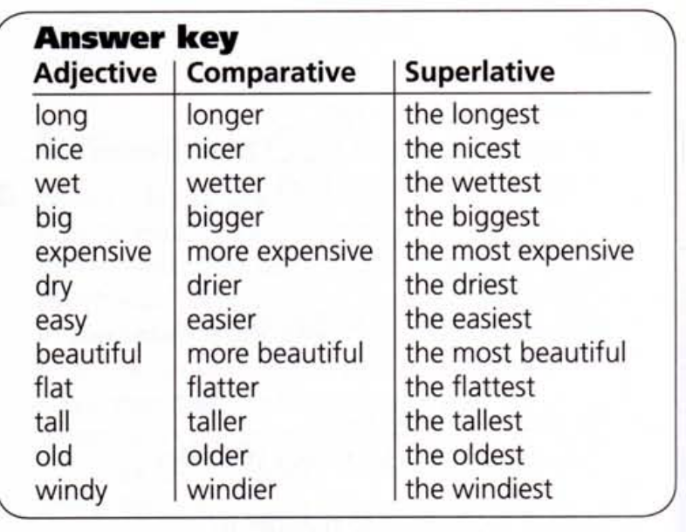 Answer key
Adjective Comparative Superlative
long longer the longest
nice nicer the nicest
wet wetter the wettest
big bigger the biggest
expensive more expensive the most expensive
dry drier the driest
easy easier the easiest
beautiful more beautiful the most beautiful
flat flatter the flattest
tall taller the tallest
old older the oldest
windy windier the windiest